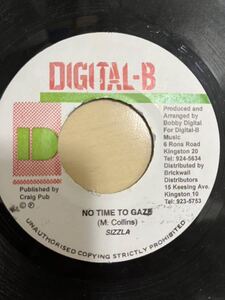 DIGITAL-B
Produced and
Arranged by
Bobby Digital
For Digital-B
Music
6 Rons Road
Kingston 20
Tel: 924-5634
Distributed by
Brickwall
Distributors
15 Keesing Ave.
Kingston 10
Tel: 923-5753
Published by
Craig Pub
NO TIME TO GAZE
(M. Collins)
SIZZLA
UNAUTHORISED COPYING STRICTLY PROHIBITED